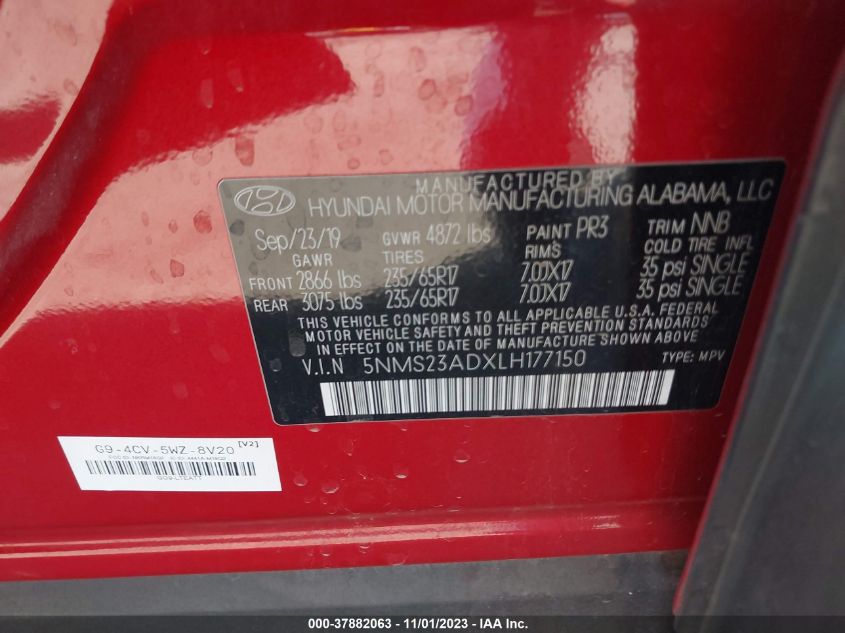 MANUFACTURED BY
HYUNDAI MOTOR MANUFACTURING ALABAMA, LLC
Sep/23/19 GVWR 4872 lbs PAINT PR3 TRIM NNB
GAWR TIRES RIMS COLD TIRE INFL
FRONT 2866 lbs 235/65R17 7.00X17 35 psi SINGLE
REAR 3075 lbs 235/65R17 7.00X17 35 psi SINGLE
THIS VEHICLE CONFORMS TO ALL APPLICABLE U.S.A. FEDERAL
MOTOR VEHICLE SAFETY AND THEFT PREVENTION STANDARDS
IN EFFECT ON THE DATE OF MANUFACTURE SHOWN ABOVE
V.I.N 5NMS23ADXLH177150 TYPE: MPV
G9-4CV-5WZ-8V20 [V2]
000-37882063 - 11/01/2023 - © IAA Inc.